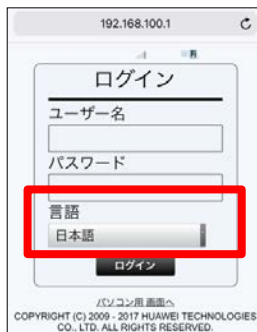 192.168.100.1
ログイン
ユーザー名
パスワード
言語
日本語
ログイン
パソコン用 画面へ
COPYRIGHT (C) 2009 - 2017 HUAWEI TECHNOLOGIES
CO., LTD. ALL RIGHTS RESERVED.